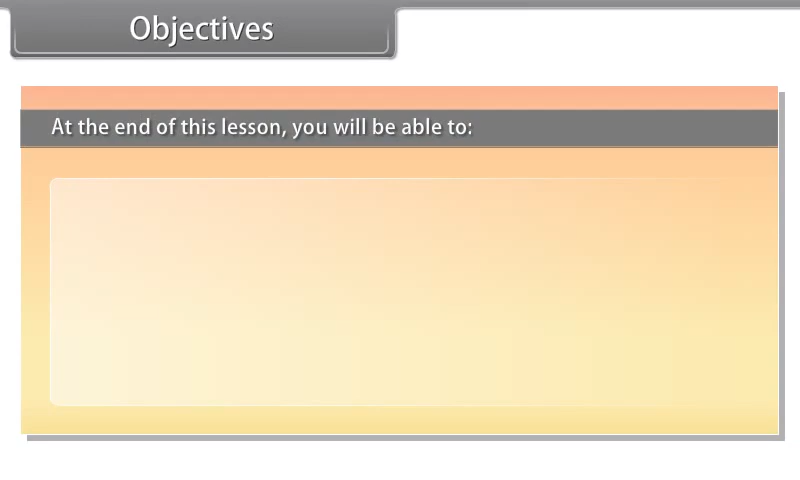 Objectives
At the end of this lesson, you will be able to: